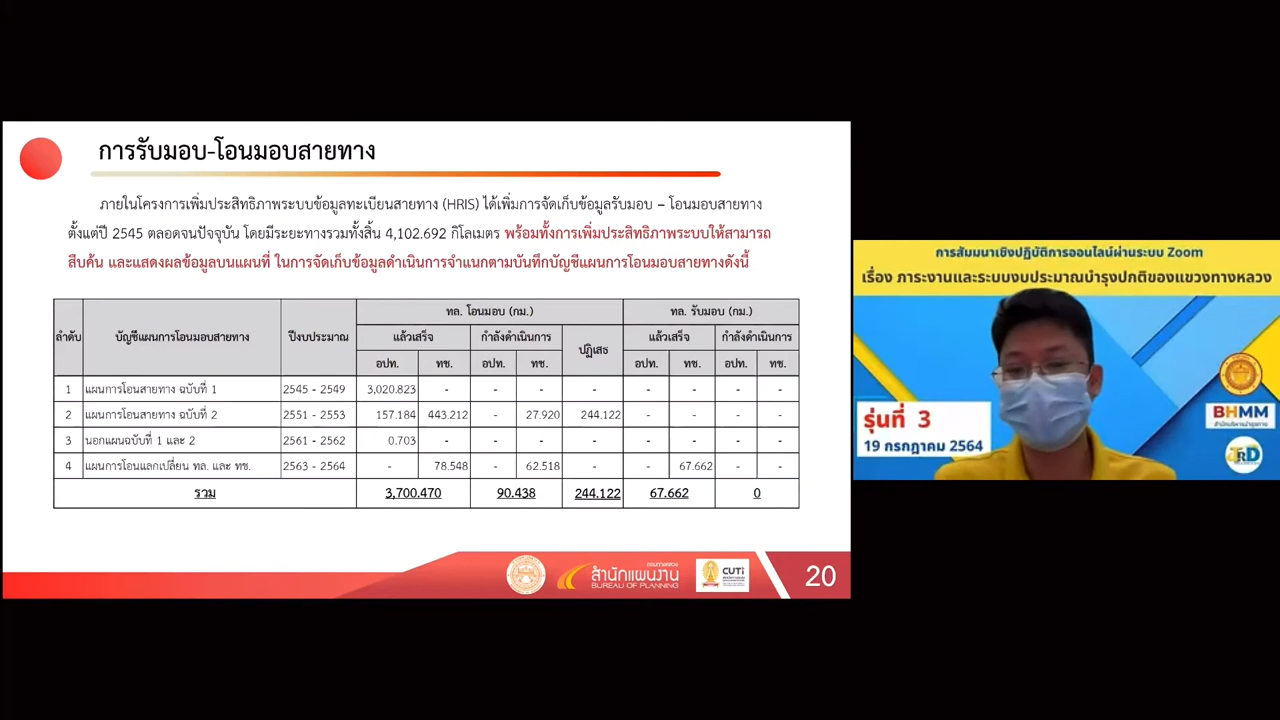 การรับมอบ-โอนมอบสายทาง
ภายในโครงการเพิ่มประสิทธิภาพระบบข้อมูลทะเบียนสายทาง (HRIS) ได้เพิ่มการจัดเก็บข้อมูลรับมอบ – โอนมอบสายทาง
ตั้งแต่ปี 2545 ตลอดจนปัจจุบัน โดยมีระยะทางรวมทั้งสิ้น 4,102.692 กิโลเมตร พร้อมทั้งการเพิ่มประสิทธิภาพระบบให้สามารถ
สืบค้น และแสดงผลข้อมูลบนแผนที่ ในการจัดเก็บข้อมูลดำเนินการจำแนกตามบันทึกบัญชีแผนการโอนมอบสายทางดังนี้
ลำดับ บัญชีแผนการโอนมอบสายทาง ปีงบประมาณ ทล. โอนมอบ (กม.) ทล. รับมอบ (กม.)
แล้วเสร็จ กำลังดำเนินการ ปฏิเสธ แล้วเสร็จ กำลังดำเนินการ
อปท. ทช. อปท. ทช. อปท. ทช. อปท. ทช.
1 แผนการโอนสายทาง ฉบับที่ 1 2545 - 2549 3,020.823 - - - - - - - -
2 แผนการโอนสายทาง ฉบับที่ 2 2551 - 2553 157.184 443.212 - 27.920 244.122 - - - -
3 นอกแผนฉบับที่ 1 และ 2 2561 - 2562 0.703 - - - - - - - -
4 แผนการโอนแลกเปลี่ยน ทล. และ ทช. 2563 - 2564 - 78.548 - 62.518 - - 67.662 - -
รวม 3,700.470 90.438 244.122 67.662 0
กรมทางหลวง
สำนักแผนงาน
BUREAU OF PLANNING
CUTi
20
การสัมมนาเชิงปฏิบัติการออนไลน์ผ่านระบบ Zoom
เรื่อง ภาระงานและระบบงบประมาณบำรุงปกติของแขวงทางหลวง
รุ่นที่ 3
19 กรกฎาคม 2564
BHMM
สำนักบริหารบำรุงทาง
TRD